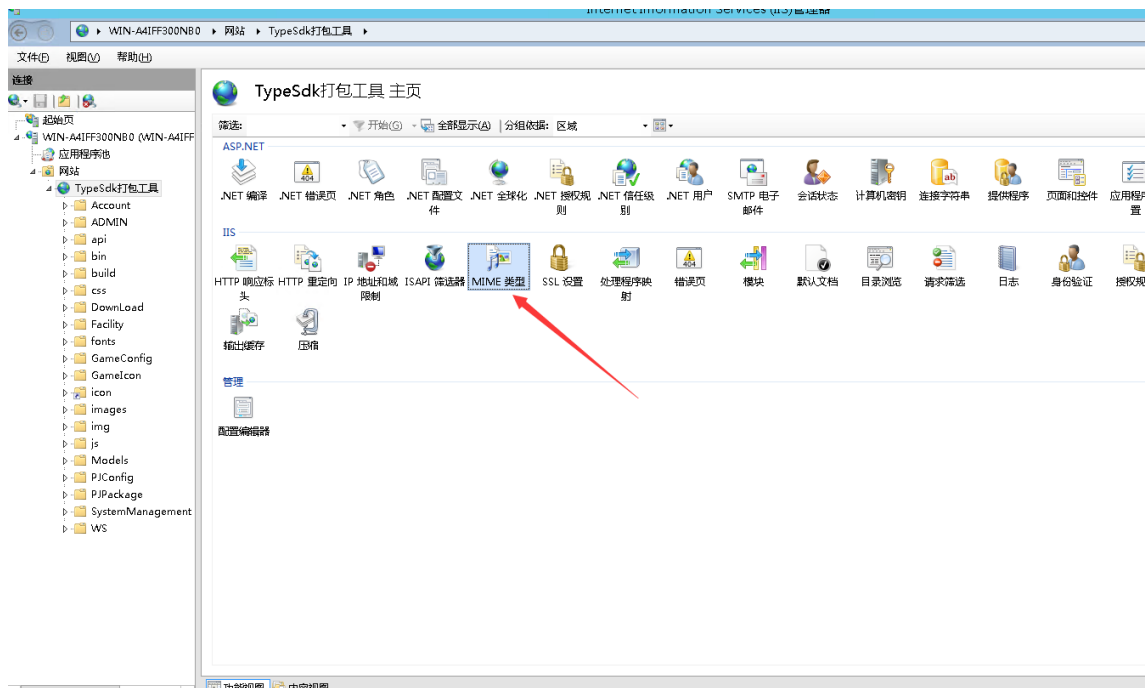 Internet Information Services (IIS)管理器
WIN-A4IFF300NB0 网站 TypeSdk打包工具
文件(F) 视图(V) 帮助(H)
连接
起始页
WIN-A4IFF300NB0 (WIN-A4IFF
应用程序池
网站
TypeSdk打包工具
Account
ADMIN
api
bin
build
css
DownLoad
Facility
fonts
GameConfig
GameIcon
icon
images
img
js
Models
PJConfig
PJPackage
SystemManagement
WS
TypeSdk打包工具 主页
筛选: 开始(G) 全部显示(A) 分组依据: 区域
ASP.NET
.NET 编译 .NET 错误页 .NET 角色 .NET 配置文 .NET 全球化 .NET 授权规 .NET 信任级 .NET 用户 SMTP 电子 会话状态 计算机密钥 连接字符串 提供程序 页面和控件 应用程序
件 则 别 邮件 置
IIS
HTTP 响应标 HTTP 重定向 IP 地址和域 ISAPI 筛选器 MIME 类型 SSL 设置 处理程序映 错误页 模块 默认文档 目录浏览 请求筛选 日志 身份验证 授权规
头 限制 射
输出缓存 压缩
管理
配置编辑器
功能视图 内容视图